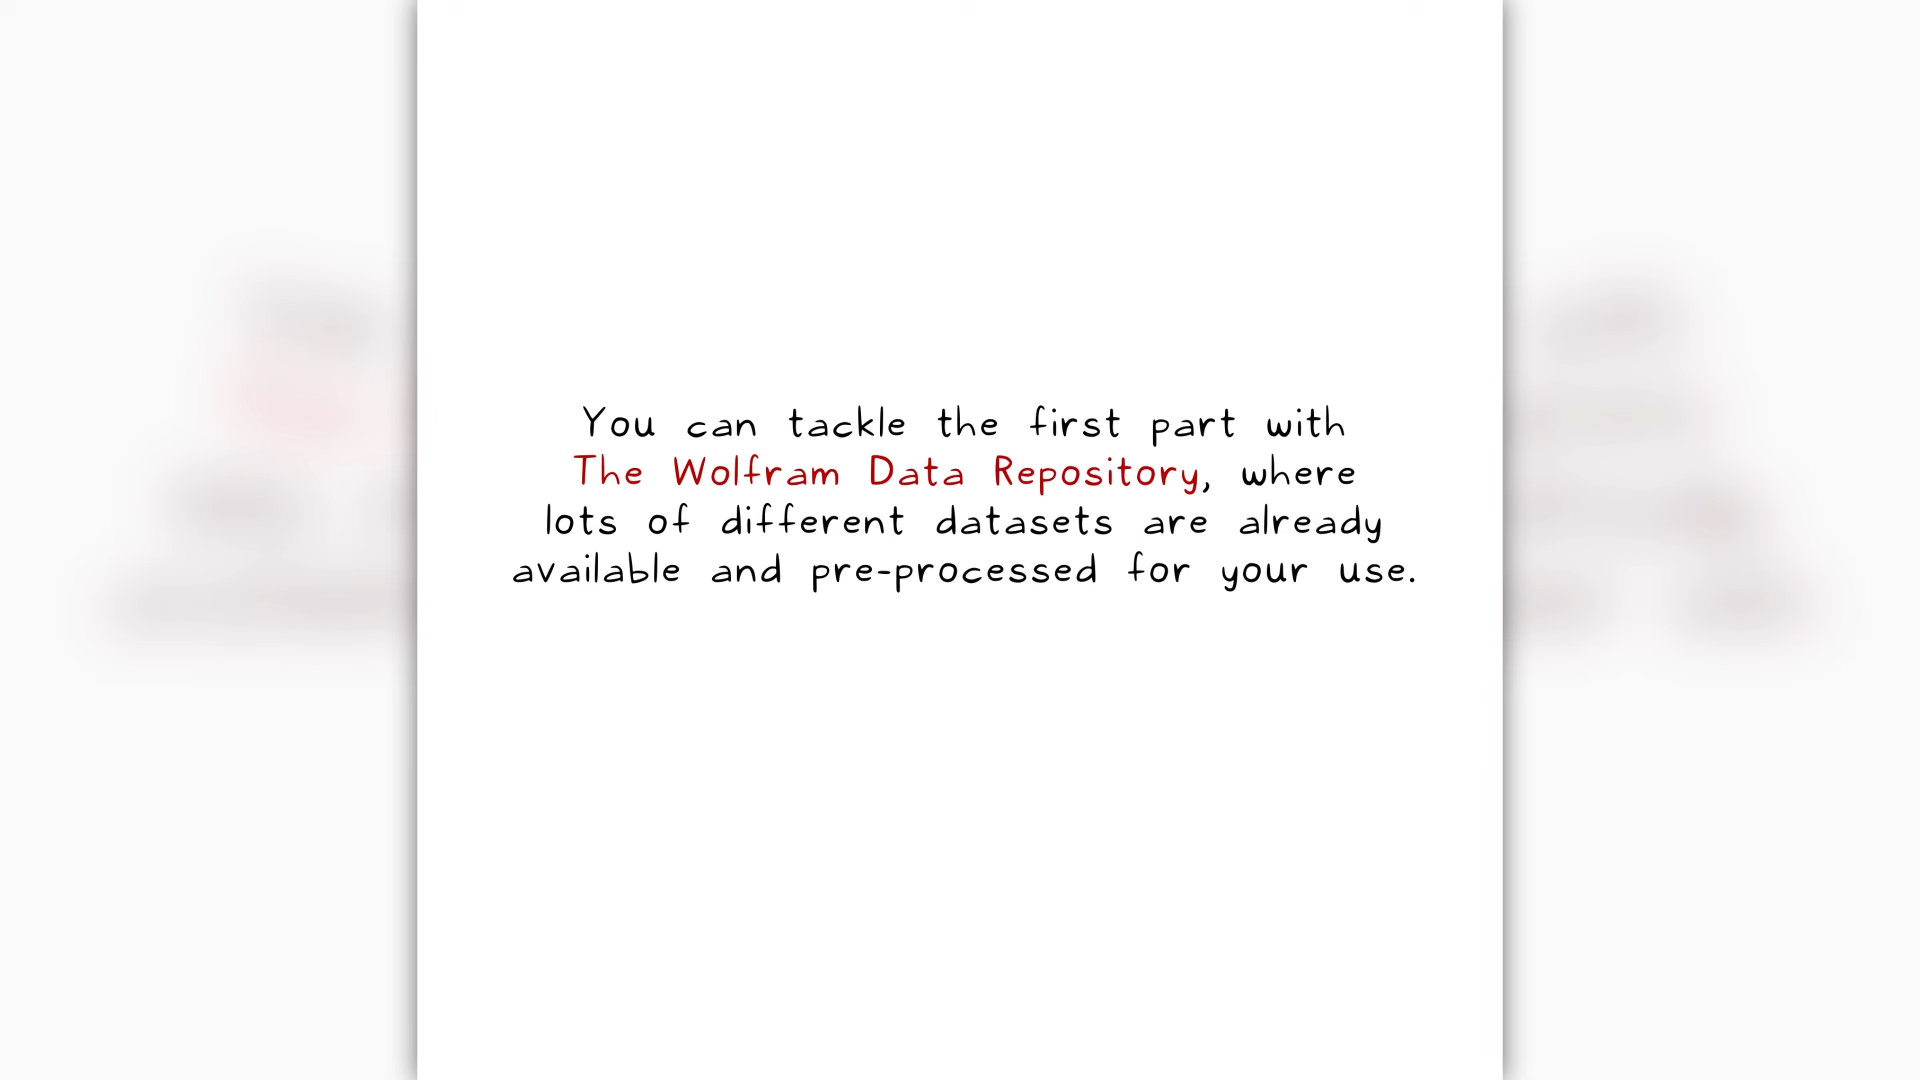 You can tackle the first part with
The Wolfram Data Repository, where
lots of different datasets are already
available and pre-processed for your use.